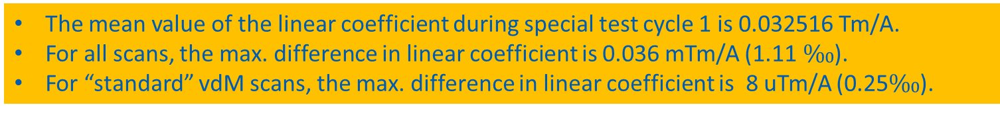 • The mean value of the linear coefficient during special test cycle 1 is 0.032516 Tm/A.
• For all scans, the max. difference in linear coefficient is 0.036 mTm/A (1.11 ‰).
• For “standard” vdM scans, the max. difference in linear coefficient is  8 uTm/A (0.25‰).